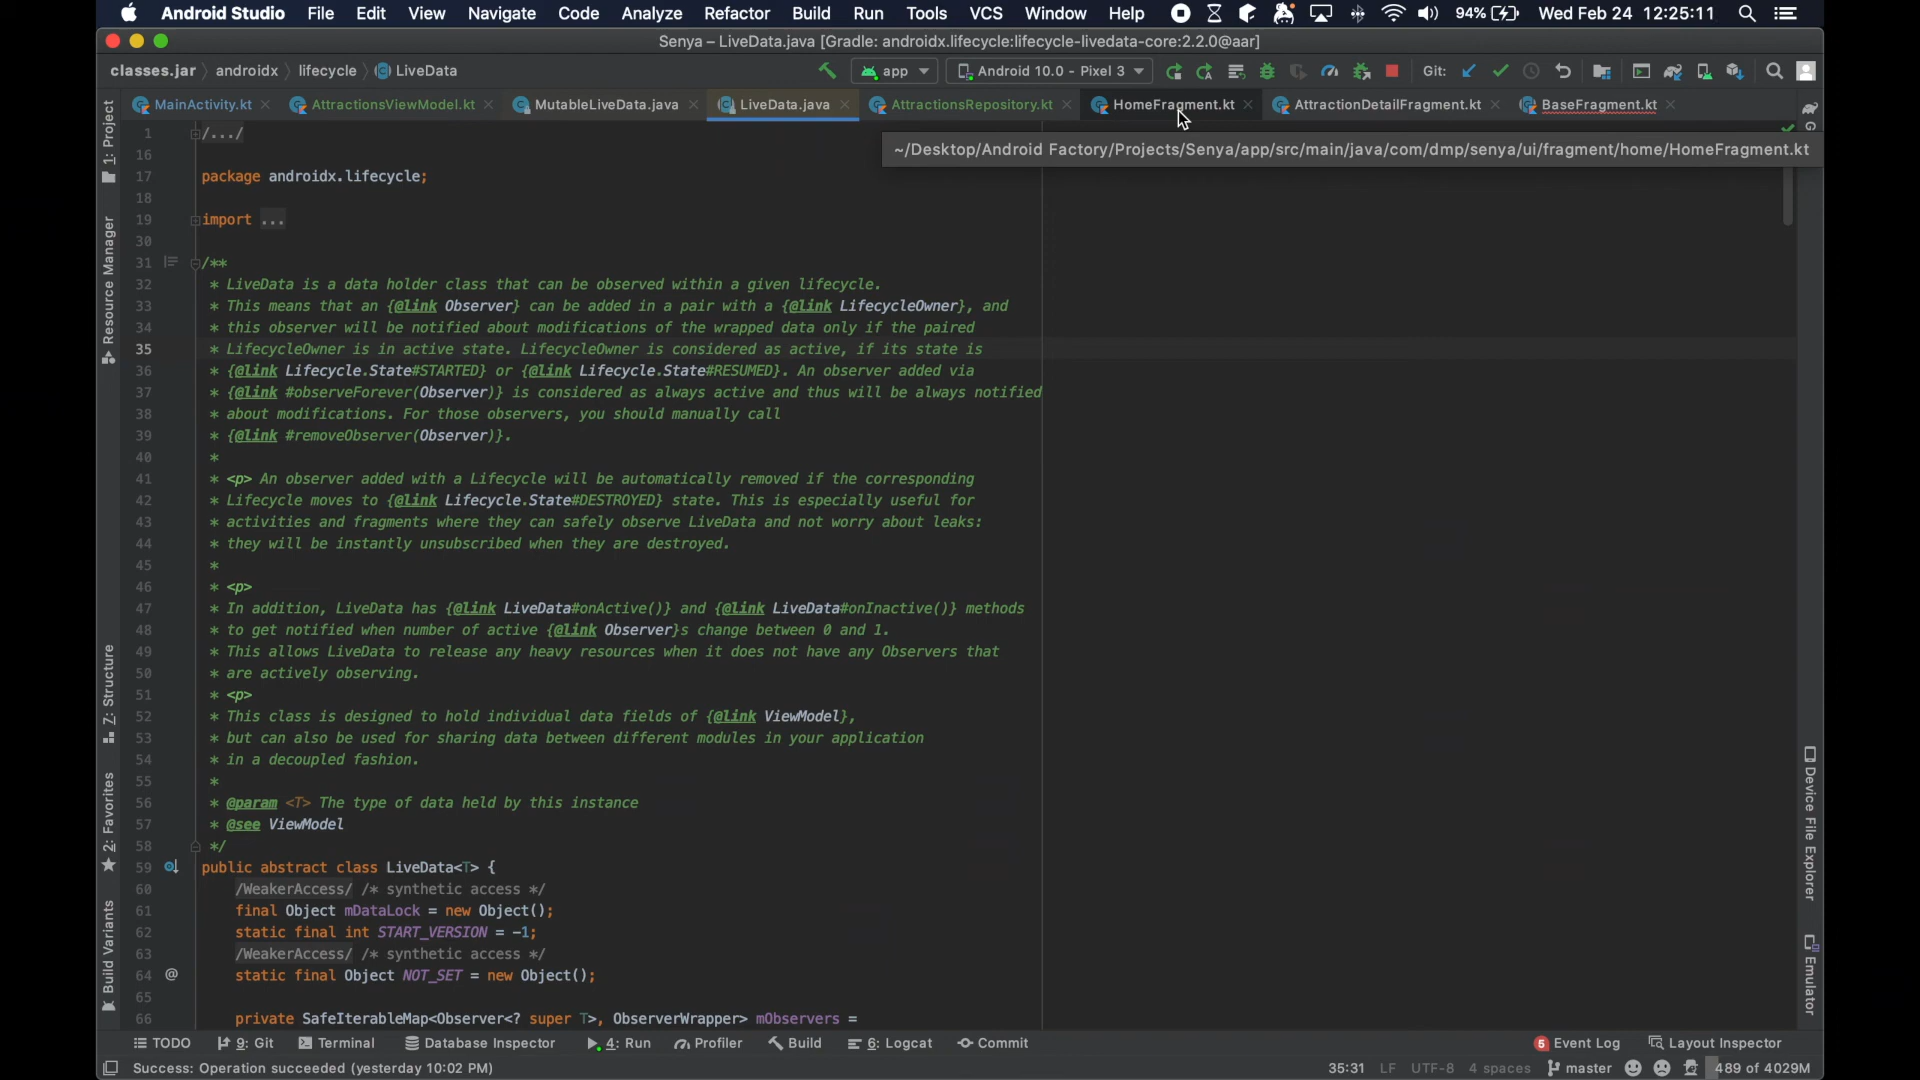 Android Studio File Edit View Navigate Code Analyze Refactor Build Run Tools VCS Window Help 94% Wed Feb 24 12:25:11
Senya – LiveData.java [Gradle: androidx.lifecycle:lifecycle-livedata-core:2.2.0@aar]
classes.jar androidx lifecycle LiveData app Android 10.0 - Pixel 3 Git:
MainActivity.kt AttractionsViewModel.kt MutableLiveData.java LiveData.java AttractionsRepository.kt HomeFragment.kt AttractionDetailFragment.kt BaseFragment.kt
~/Desktop/Android Factory/Projects/Senya/app/src/main/java/com/dmp/senya/ui/fragment/home/HomeFragment.kt
1: Project
Resource Manager
Z: Structure
2: Favorites
Build Variants
1 /.../
16
17 package androidx.lifecycle;
18
19 import ...
30
31 /**
32 * LiveData is a data holder class that can be observed within a given lifecycle.
33 * This means that an {@link Observer} can be added in a pair with a {@link LifecycleOwner}, and
34 * this observer will be notified about modifications of the wrapped data only if the paired
35 * LifecycleOwner is in active state. LifecycleOwner is considered as active, if its state is
36 * {@link Lifecycle.State#STARTED} or {@link Lifecycle.State#RESUMED}. An observer added via
37 * {@link #observeForever(Observer)} is considered as always active and thus will be always notified
38 * about modifications. For those observers, you should manually call
39 * {@link #removeObserver(Observer)}.
40 *
41 * <p> An observer added with a Lifecycle will be automatically removed if the corresponding
42 * Lifecycle moves to {@link Lifecycle.State#DESTROYED} state. This is especially useful for
43 * activities and fragments where they can safely observe LiveData and not worry about leaks:
44 * they will be instantly unsubscribed when they are destroyed.
45 *
46 * <p>
47 * In addition, LiveData has {@link LiveData#onActive()} and {@link LiveData#onInactive()} methods
48 * to get notified when number of active {@link Observer}s change between 0 and 1.
49 * This allows LiveData to release any heavy resources when it does not have any Observers that
50 * are actively observing.
51 * <p>
52 * This class is designed to hold individual data fields of {@link ViewModel},
53 * but can also be used for sharing data between different modules in your application
54 * in a decoupled fashion.
55 *
56 * @param <T> The type of data held by this instance
57 * @see ViewModel
58 */
59 public abstract class LiveData<T> {
60 /WeakerAccess/ /* synthetic access */
61 final Object mDataLock = new Object();
62 static final int START_VERSION = -1;
63 /WeakerAccess/ /* synthetic access */
64 @ static final Object NOT_SET = new Object();
65
66 private SafeIterableMap<Observer<? super T>, ObserverWrapper> mObservers =
Device File Explorer
Emulator
TODO 9: Git Terminal Database Inspector 4: Run Profiler Build 6: Logcat Commit 5 Event Log Layout Inspector
Success: Operation succeeded (yesterday 10:02 PM) 35:31 LF UTF-8 4 spaces master 489 of 4029M